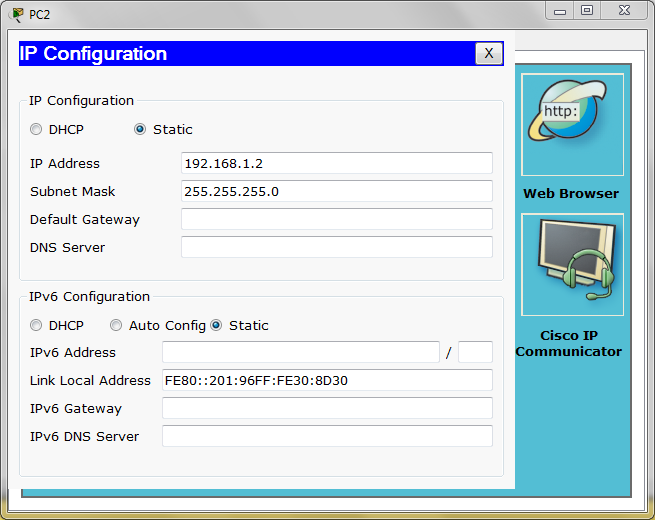 PC2
IP Configuration X
http:
IP Configuration
DHCP Static
IP Address 192.168.1.2
Subnet Mask 255.255.255.0
Web Browser
Default Gateway
DNS Server
IPv6 Configuration
DHCP Auto Config Static
IPv6 Address /
Cisco IP
Communicator
Link Local Address FE80::201:96FF:FE30:8D30
IPv6 Gateway
IPv6 DNS Server